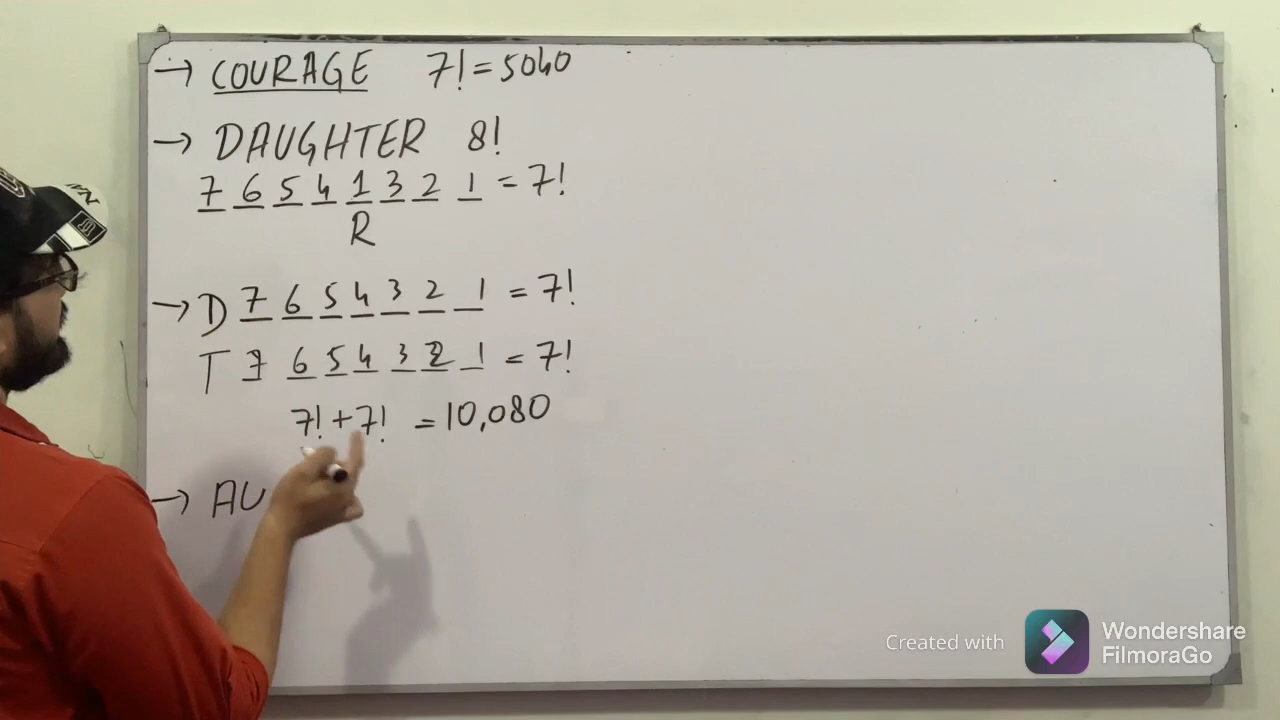 → COURAGE 7! = 5040
→ DAUGHTER 8!
7 6 5 4 1 3 2 1 = 7!
R
→ D 7 6 5 4 3 2 1 = 7!
T 7 6 5 4 3 2 1 = 7!
7! + 7! = 10,080
→ AU
Created with Wondershare FilmoraGo